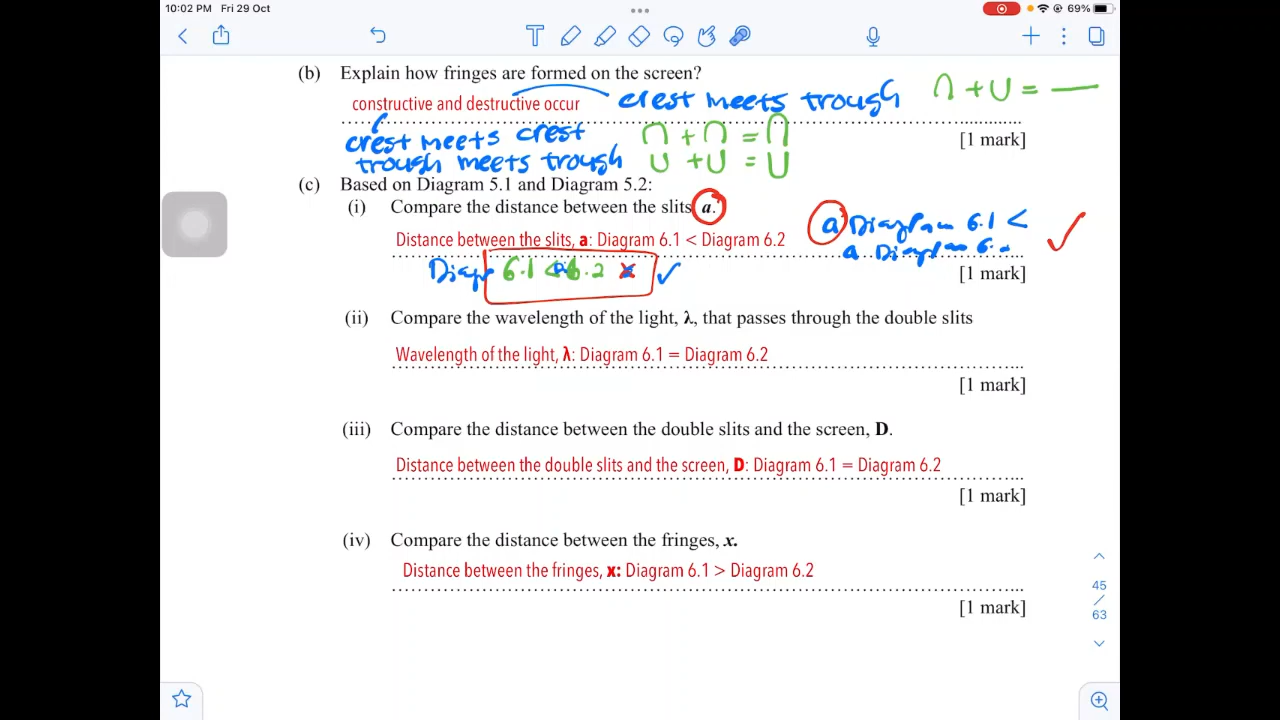 10:02 PM Fri 29 Oct
69%
(b) Explain how fringes are formed on the screen?
constructive and destructive occur crest meets trough ∩ + ∪ = —
[1 mark]
crest meets crest ∩ + ∩ = ∩
trough meets trough ∪ + ∪ = ∪
(c) Based on Diagram 5.1 and Diagram 5.2:
(i) Compare the distance between the slits a.
a Diagram 6.1 <
Distance between the slits, a: Diagram 6.1 < Diagram 6.2
a Diagram 6.
6.1 < 6.2
[1 mark]
(ii) Compare the wavelength of the light, λ, that passes through the double slits
Wavelength of the light, λ: Diagram 6.1 = Diagram 6.2
[1 mark]
(iii) Compare the distance between the double slits and the screen, D.
Distance between the double slits and the screen, D: Diagram 6.1 = Diagram 6.2
[1 mark]
(iv) Compare the distance between the fringes, x.
Distance between the fringes, x: Diagram 6.1 > Diagram 6.2
[1 mark]
45
/
63